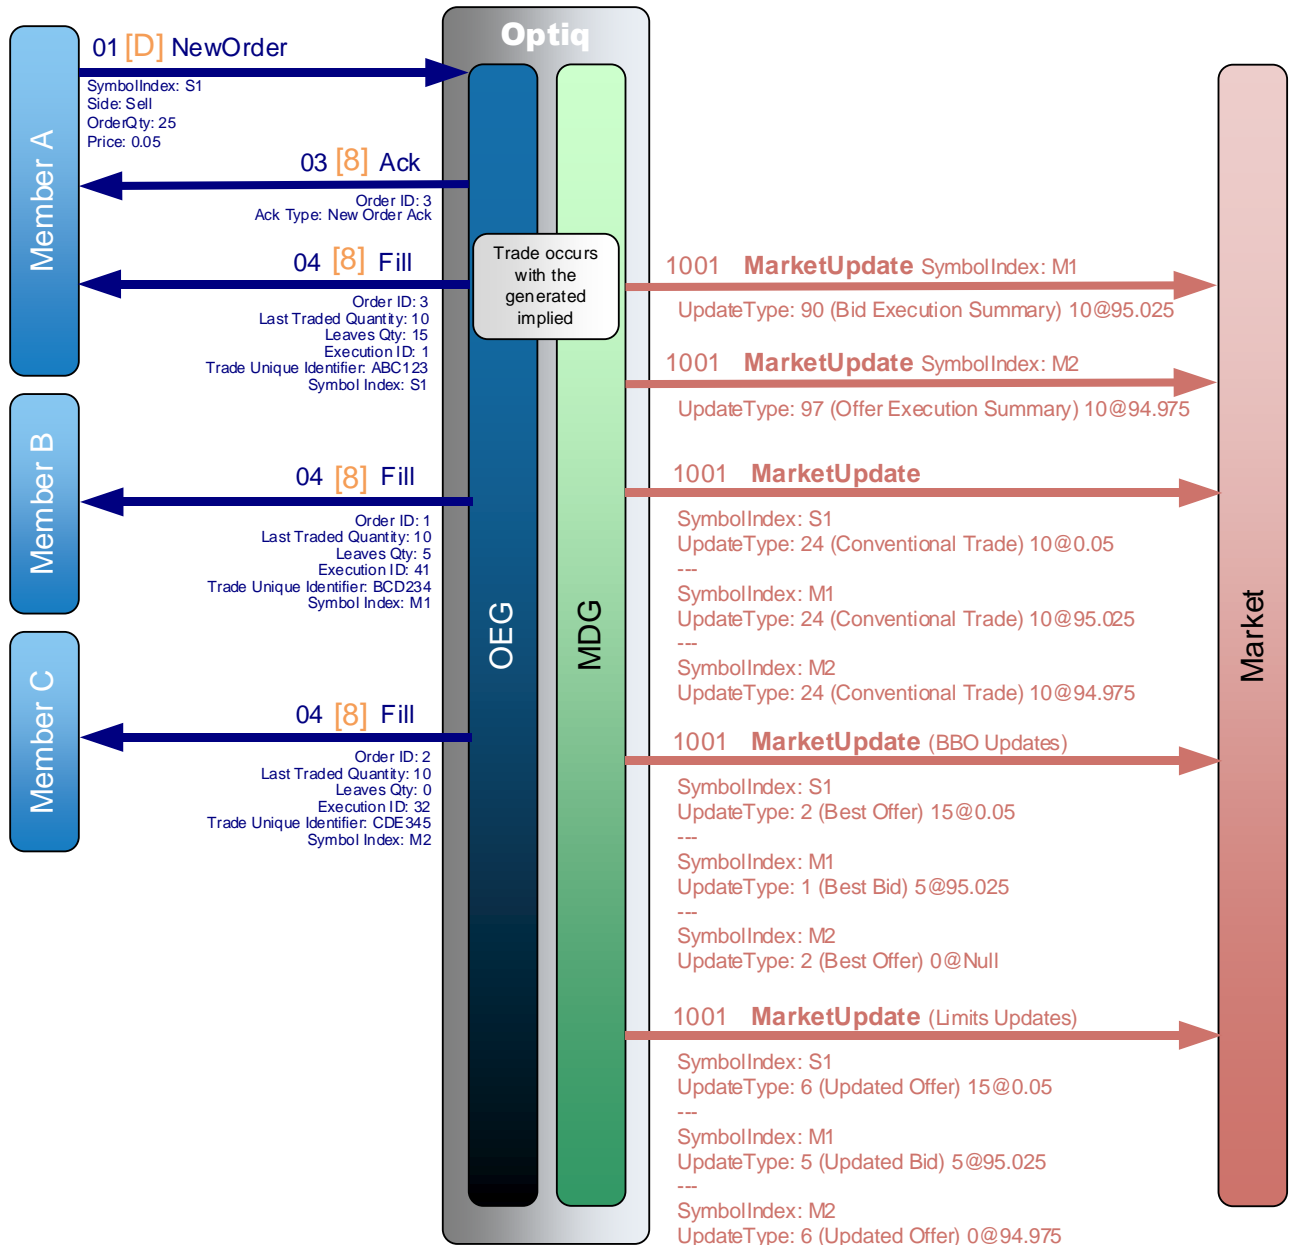 Optiq
01 [D] NewOrder
SymbolIndex: S1
Side: Sell
OrderQty: 25
Price: 0.05
03 [8] Ack
Order ID: 3
Ack Type: New Order Ack
04 [8] Fill
Order ID: 3
Last Traded Quantity: 10
Leaves Qty: 15
Execution ID: 1
Trade Unique Identifier: ABC123
Symbol Index: S1
Member A
04 [8] Fill
Order ID: 1
Last Traded Quantity: 10
Leaves Qty: 5
Execution ID: 41
Trade Unique Identifier: BCD234
Symbol Index: M1
Member B
04 [8] Fill
Order ID: 2
Last Traded Quantity: 10
Leaves Qty: 0
Execution ID: 32
Trade Unique Identifier: CDE345
Symbol Index: M2
Member C
Trade occurs
with the
generated
implied
OEG
MDG
1001 MarketUpdate SymbolIndex: M1
UpdateType: 90 (Bid Execution Summary) 10@95.025
1001 MarketUpdate SymbolIndex: M2
UpdateType: 97 (Offer Execution Summary) 10@94.975
1001 MarketUpdate
SymbolIndex: S1
UpdateType: 24 (Conventional Trade) 10@0.05
---
SymbolIndex: M1
UpdateType: 24 (Conventional Trade) 10@95.025
---
SymbolIndex: M2
UpdateType: 24 (Conventional Trade) 10@94.975
1001 MarketUpdate (BBO Updates)
SymbolIndex: S1
UpdateType: 2 (Best Offer) 15@0.05
---
SymbolIndex: M1
UpdateType: 1 (Best Bid) 5@95.025
---
SymbolIndex: M2
UpdateType: 2 (Best Offer) 0@Null
1001 MarketUpdate (Limits Updates)
SymbolIndex: S1
UpdateType: 6 (Updated Offer) 15@0.05
---
SymbolIndex: M1
UpdateType: 5 (Updated Bid) 5@95.025
---
SymbolIndex: M2
UpdateType: 6 (Updated Offer) 0@94.975
Market